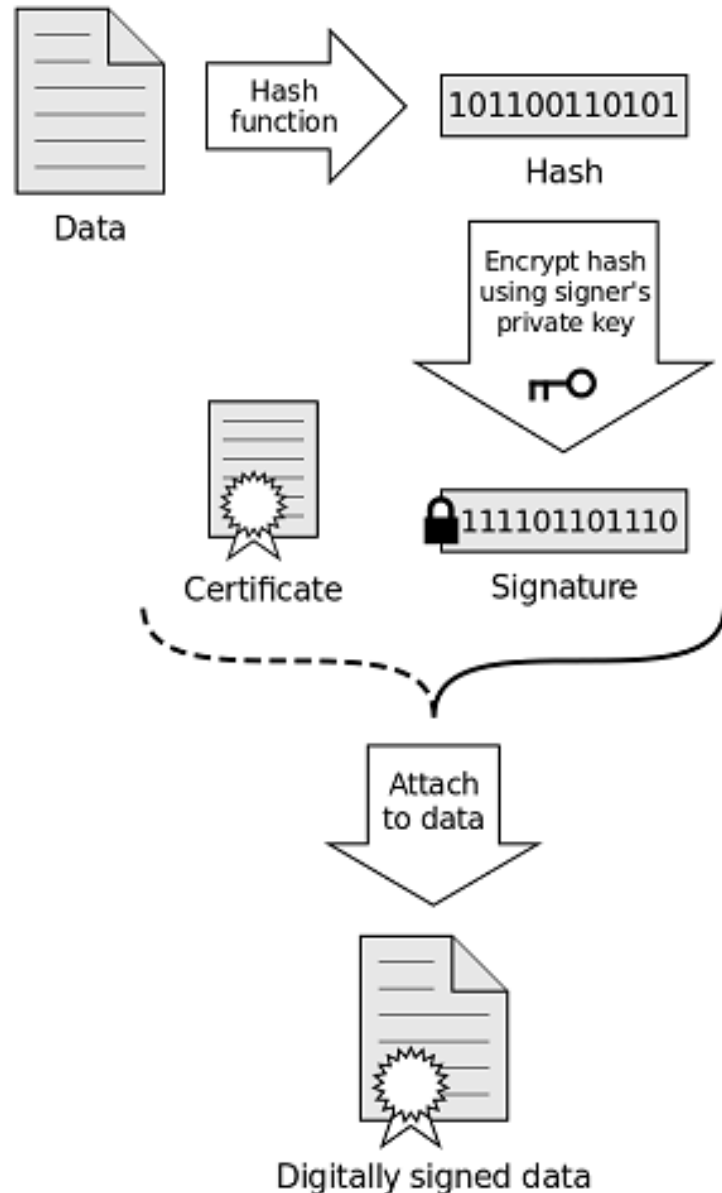 Hash
function
101100110101
Hash
Data
Encrypt hash
using signer's
private key
111101101110
Certificate
Signature
Attach
to data
Digitally signed data